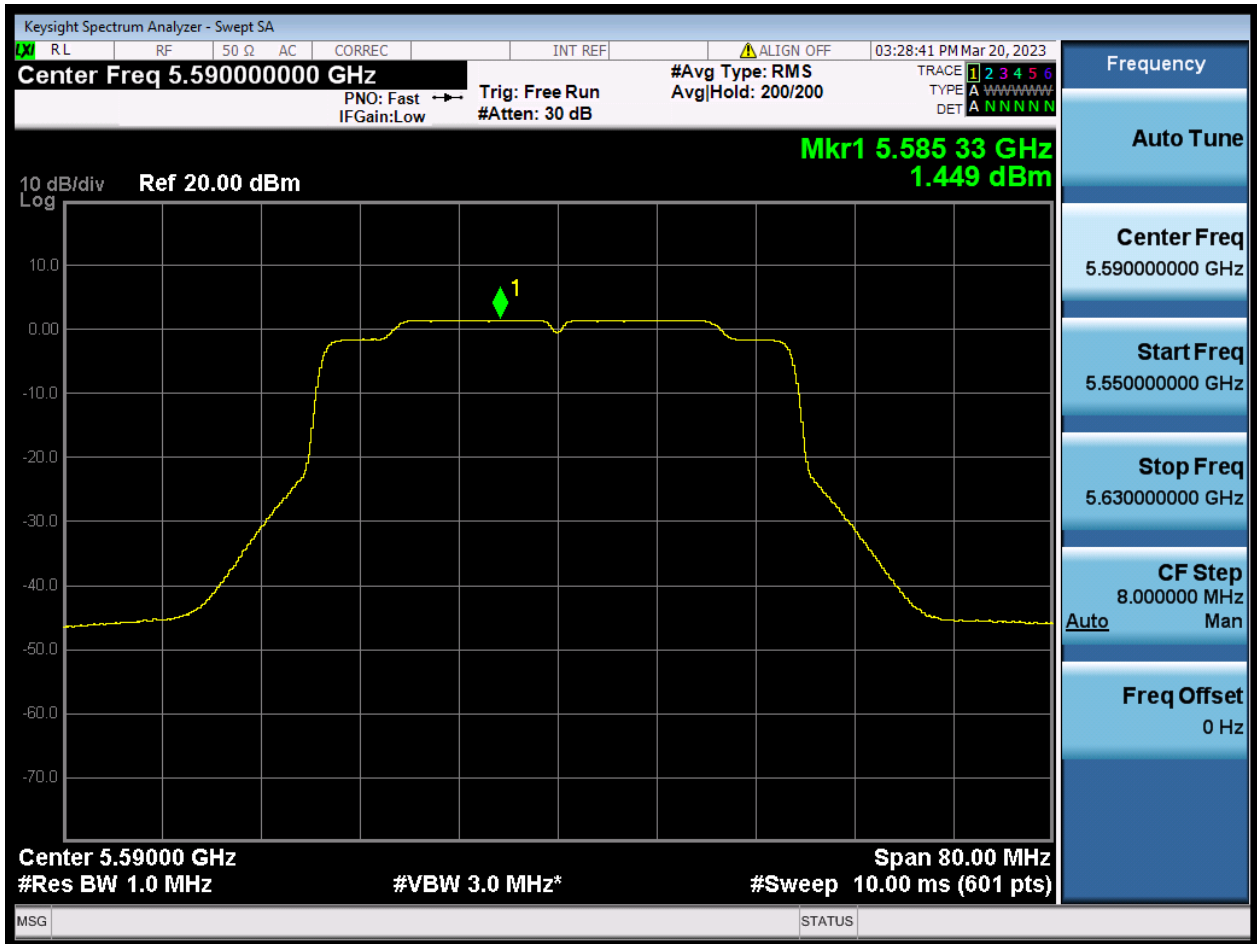 Keysight Spectrum Analyzer - Swept SA
LXI RL RF 50 Ω AC CORREC INT REF ALIGN OFF 03:28:41 PM Mar 20, 2023
Center Freq 5.590000000 GHz
PNO: Fast
IFGain:Low
Trig: Free Run
#Atten: 30 dB
#Avg Type: RMS
Avg|Hold: 200/200
TRACE 1 2 3 4 5 6
TYPE A WWWWW
DET A N N N N N
Mkr1 5.585 33 GHz
1.449 dBm
10 dB/div Ref 20.00 dBm
Log
10.0
0.00
-10.0
-20.0
-30.0
-40.0
-50.0
-60.0
-70.0
1
Center 5.59000 GHz Span 80.00 MHz
#Res BW 1.0 MHz #VBW 3.0 MHz* #Sweep 10.00 ms (601 pts)
MSG STATUS
Frequency
Auto Tune
Center Freq
5.590000000 GHz
Start Freq
5.550000000 GHz
Stop Freq
5.630000000 GHz
CF Step
8.000000 MHz
Auto Man
Freq Offset
0 Hz